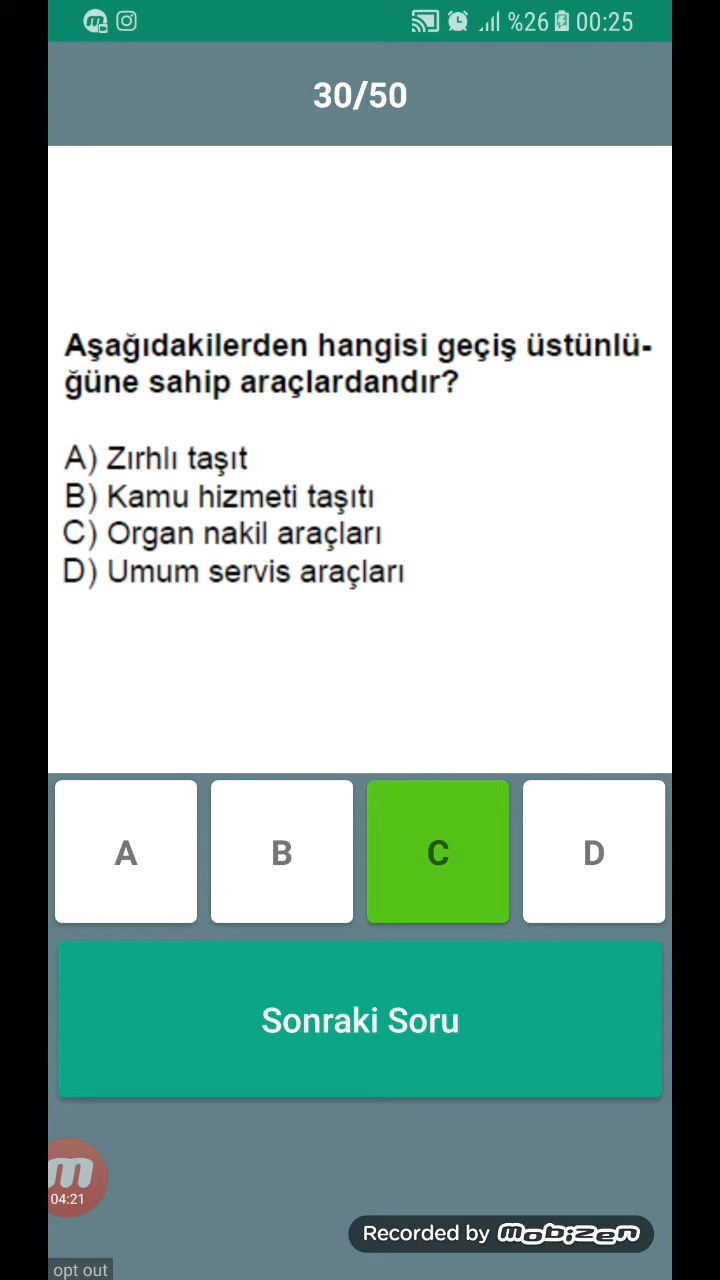 %26 00:25
30/50
Aşağıdakilerden hangisi geçiş üstünlü-
ğüne sahip araçlardandır?
A) Zırhlı taşıt
B) Kamu hizmeti taşıtı
C) Organ nakil araçları
D) Umum servis araçları
A B C D
Sonraki Soru
m
04:21
Recorded by mobizen
opt out